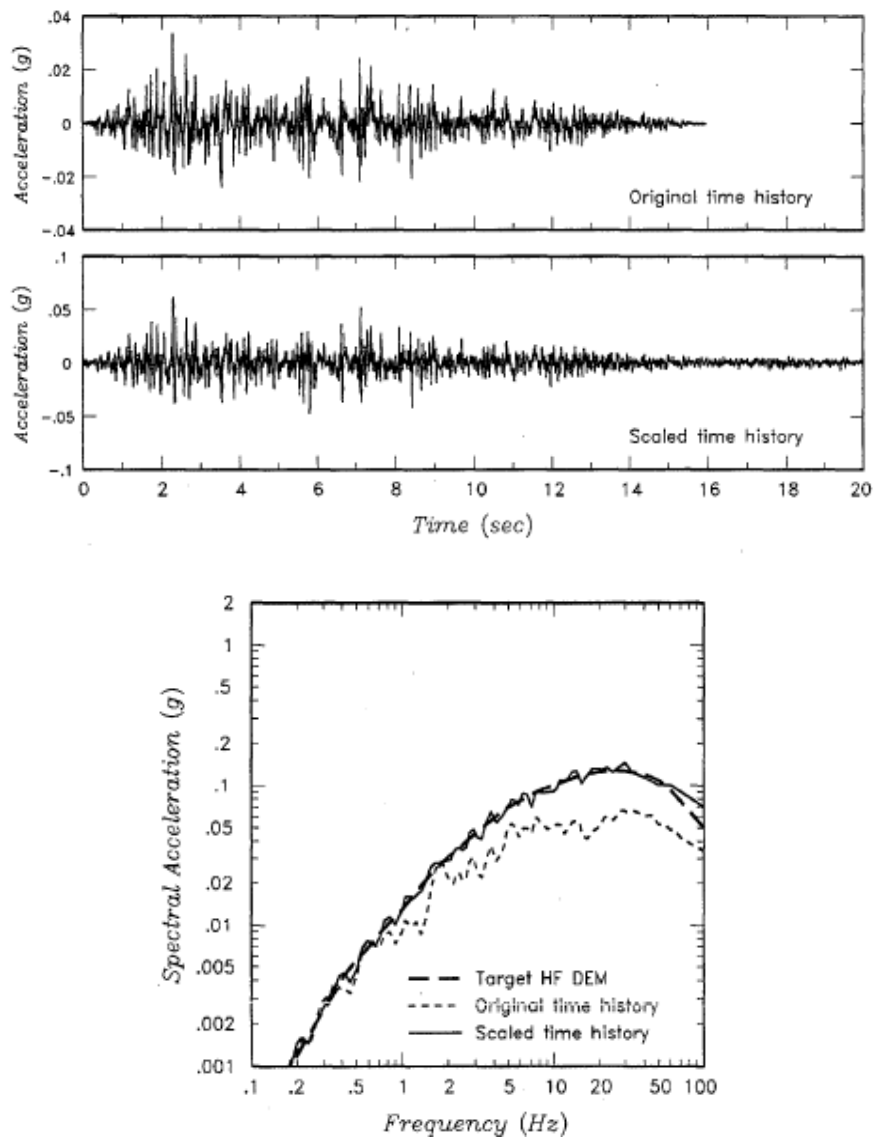 .04
.02
0
-.02
-.04
Acceleration (g)
Original time history
.1
.05
0
-.05
-.1
Acceleration (g)
Scaled time history
0 2 4 6 8 10 12 14 16 18 20
Time (sec)
2
1
.5
.2
.1
.05
.02
.01
.005
.002
.001
Spectral Acceleration (g)
Target HF DEM
Original time history
Scaled time history
.1 .2 .5 1 2 5 10 20 50 100
Frequency (Hz)